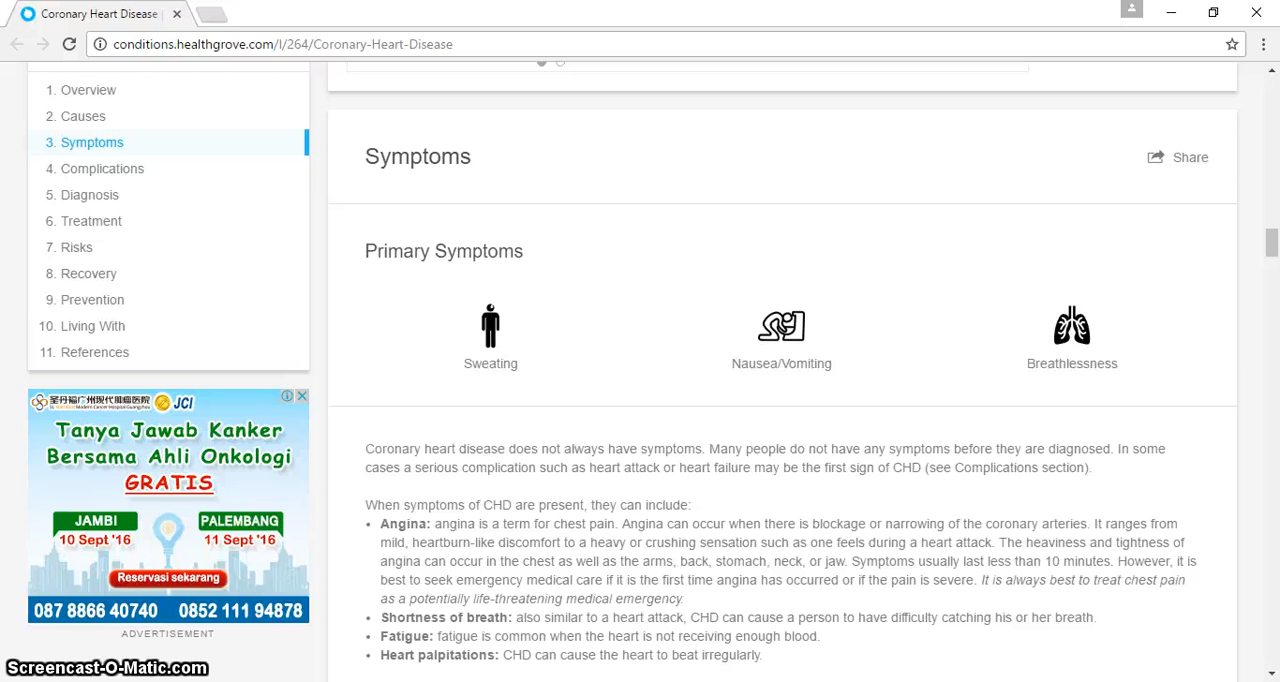 Coronary Heart Disease
conditions.healthgrove.com/l/264/Coronary-Heart-Disease
1. Overview
2. Causes
3. Symptoms
4. Complications
5. Diagnosis
6. Treatment
7. Risks
8. Recovery
9. Prevention
10. Living With
11. References
JCI
Tanya Jawab Kanker
Bersama Ahli Onkologi
GRATIS
JAMBI
10 Sept '16
PALEMBANG
11 Sept '16
Reservasi sekarang
087 8866 40740 0852 111 94878
ADVERTISEMENT
Screencast-O-Matic.com
Symptoms
Share
Primary Symptoms
Sweating
Nausea/Vomiting
Breathlessness
Coronary heart disease does not always have symptoms. Many people do not have any symptoms before they are diagnosed. In some
cases a serious complication such as heart attack or heart failure may be the first sign of CHD (see Complications section).
When symptoms of CHD are present, they can include:
• Angina: angina is a term for chest pain. Angina can occur when there is blockage or narrowing of the coronary arteries. It ranges from
mild, heartburn-like discomfort to a heavy or crushing sensation such as one feels during a heart attack. The heaviness and tightness of
angina can occur in the chest as well as the arms, back, stomach, neck, or jaw. Symptoms usually last less than 10 minutes. However, it is
best to seek emergency medical care if it is the first time angina has occurred or if the pain is severe. It is always best to treat chest pain
as a potentially life-threatening medical emergency.
• Shortness of breath: also similar to a heart attack, CHD can cause a person to have difficulty catching his or her breath.
• Fatigue: fatigue is common when the heart is not receiving enough blood.
• Heart palpitations: CHD can cause the heart to beat irregularly.